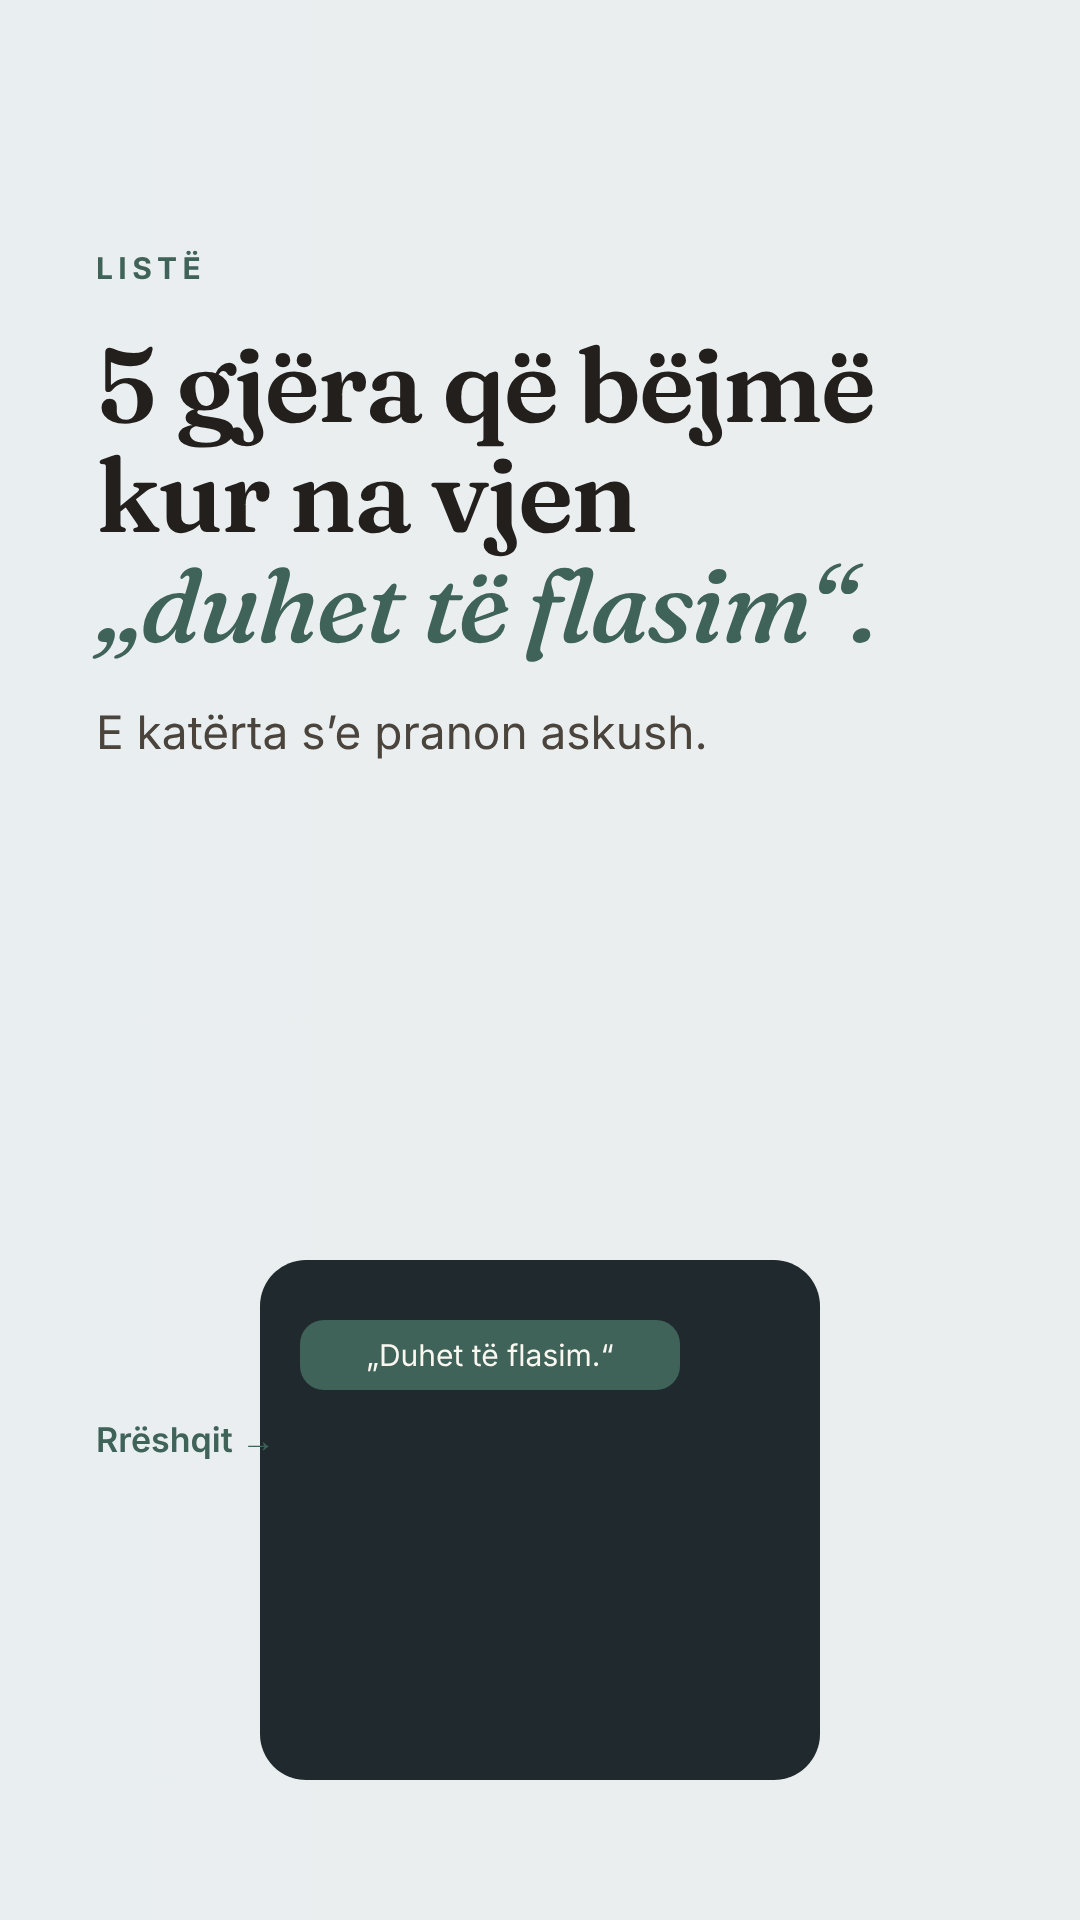 LISTË
5 gjëra që bëjmë
kur na vjen
„duhet të flasim“.
E katërta s’e pranon askush.
„Duhet të flasim.“
Rrëshqit →